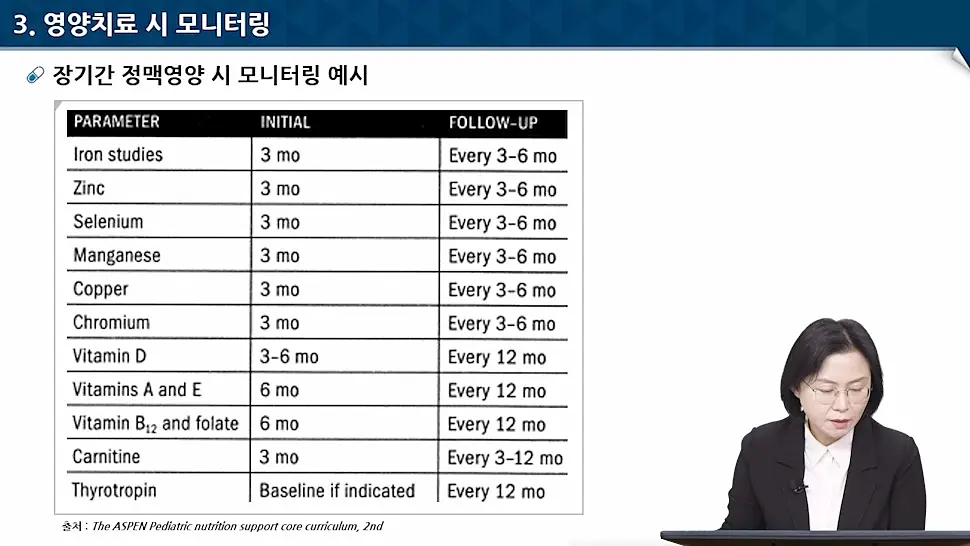 3. 영양치료 시 모니터링
장기간 정맥영양 시 모니터링 예시
PARAMETER INITIAL FOLLOW-UP
Iron studies 3 mo Every 3-6 mo
Zinc 3 mo Every 3-6 mo
Selenium 3 mo Every 3-6 mo
Manganese 3 mo Every 3-6 mo
Copper 3 mo Every 3-6 mo
Chromium 3 mo Every 3-6 mo
Vitamin D 3-6 mo Every 12 mo
Vitamins A and E 6 mo Every 12 mo
Vitamin B12 and folate 6 mo Every 12 mo
Carnitine 3 mo Every 3-12 mo
Thyrotropin Baseline if indicated Every 12 mo
출처 : The ASPEN Pediatric nutrition support core curriculum, 2nd